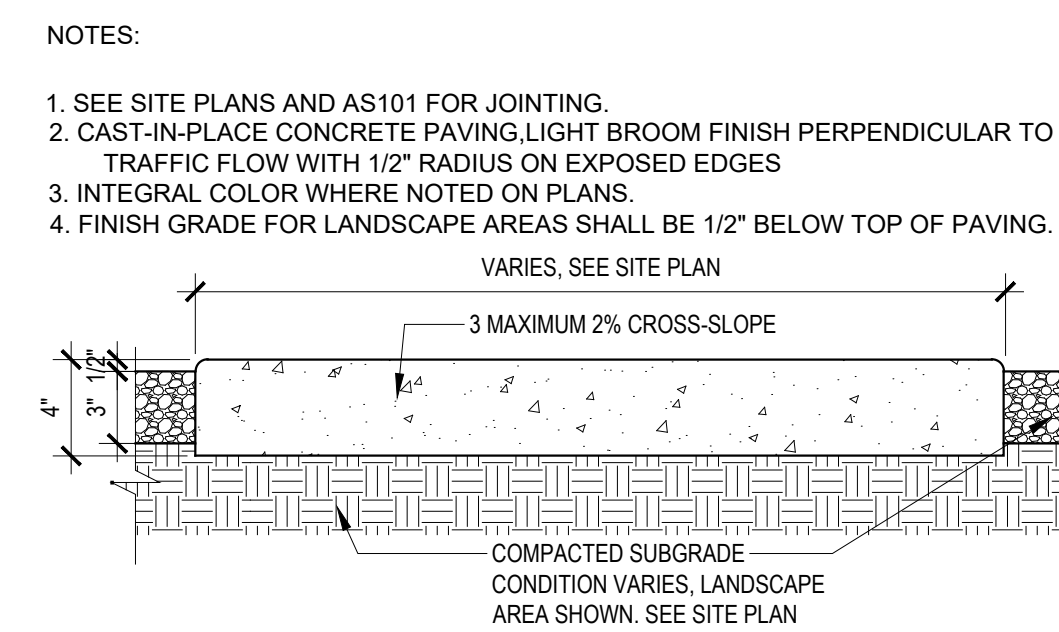 NOTES:
1. SEE SITE PLANS AND AS101 FOR JOINTING.
2. CAST-IN-PLACE CONCRETE PAVING,LIGHT BROOM FINISH PERPENDICULAR TO
TRAFFIC FLOW WITH 1/2" RADIUS ON EXPOSED EDGES
3. INTEGRAL COLOR WHERE NOTED ON PLANS.
4. FINISH GRADE FOR LANDSCAPE AREAS SHALL BE 1/2" BELOW TOP OF PAVING.
VARIES, SEE SITE PLAN
3 MAXIMUM 2% CROSS-SLOPE
4"
3"
1/2"
COMPACTED SUBGRADE
CONDITION VARIES, LANDSCAPE
AREA SHOWN. SEE SITE PLAN